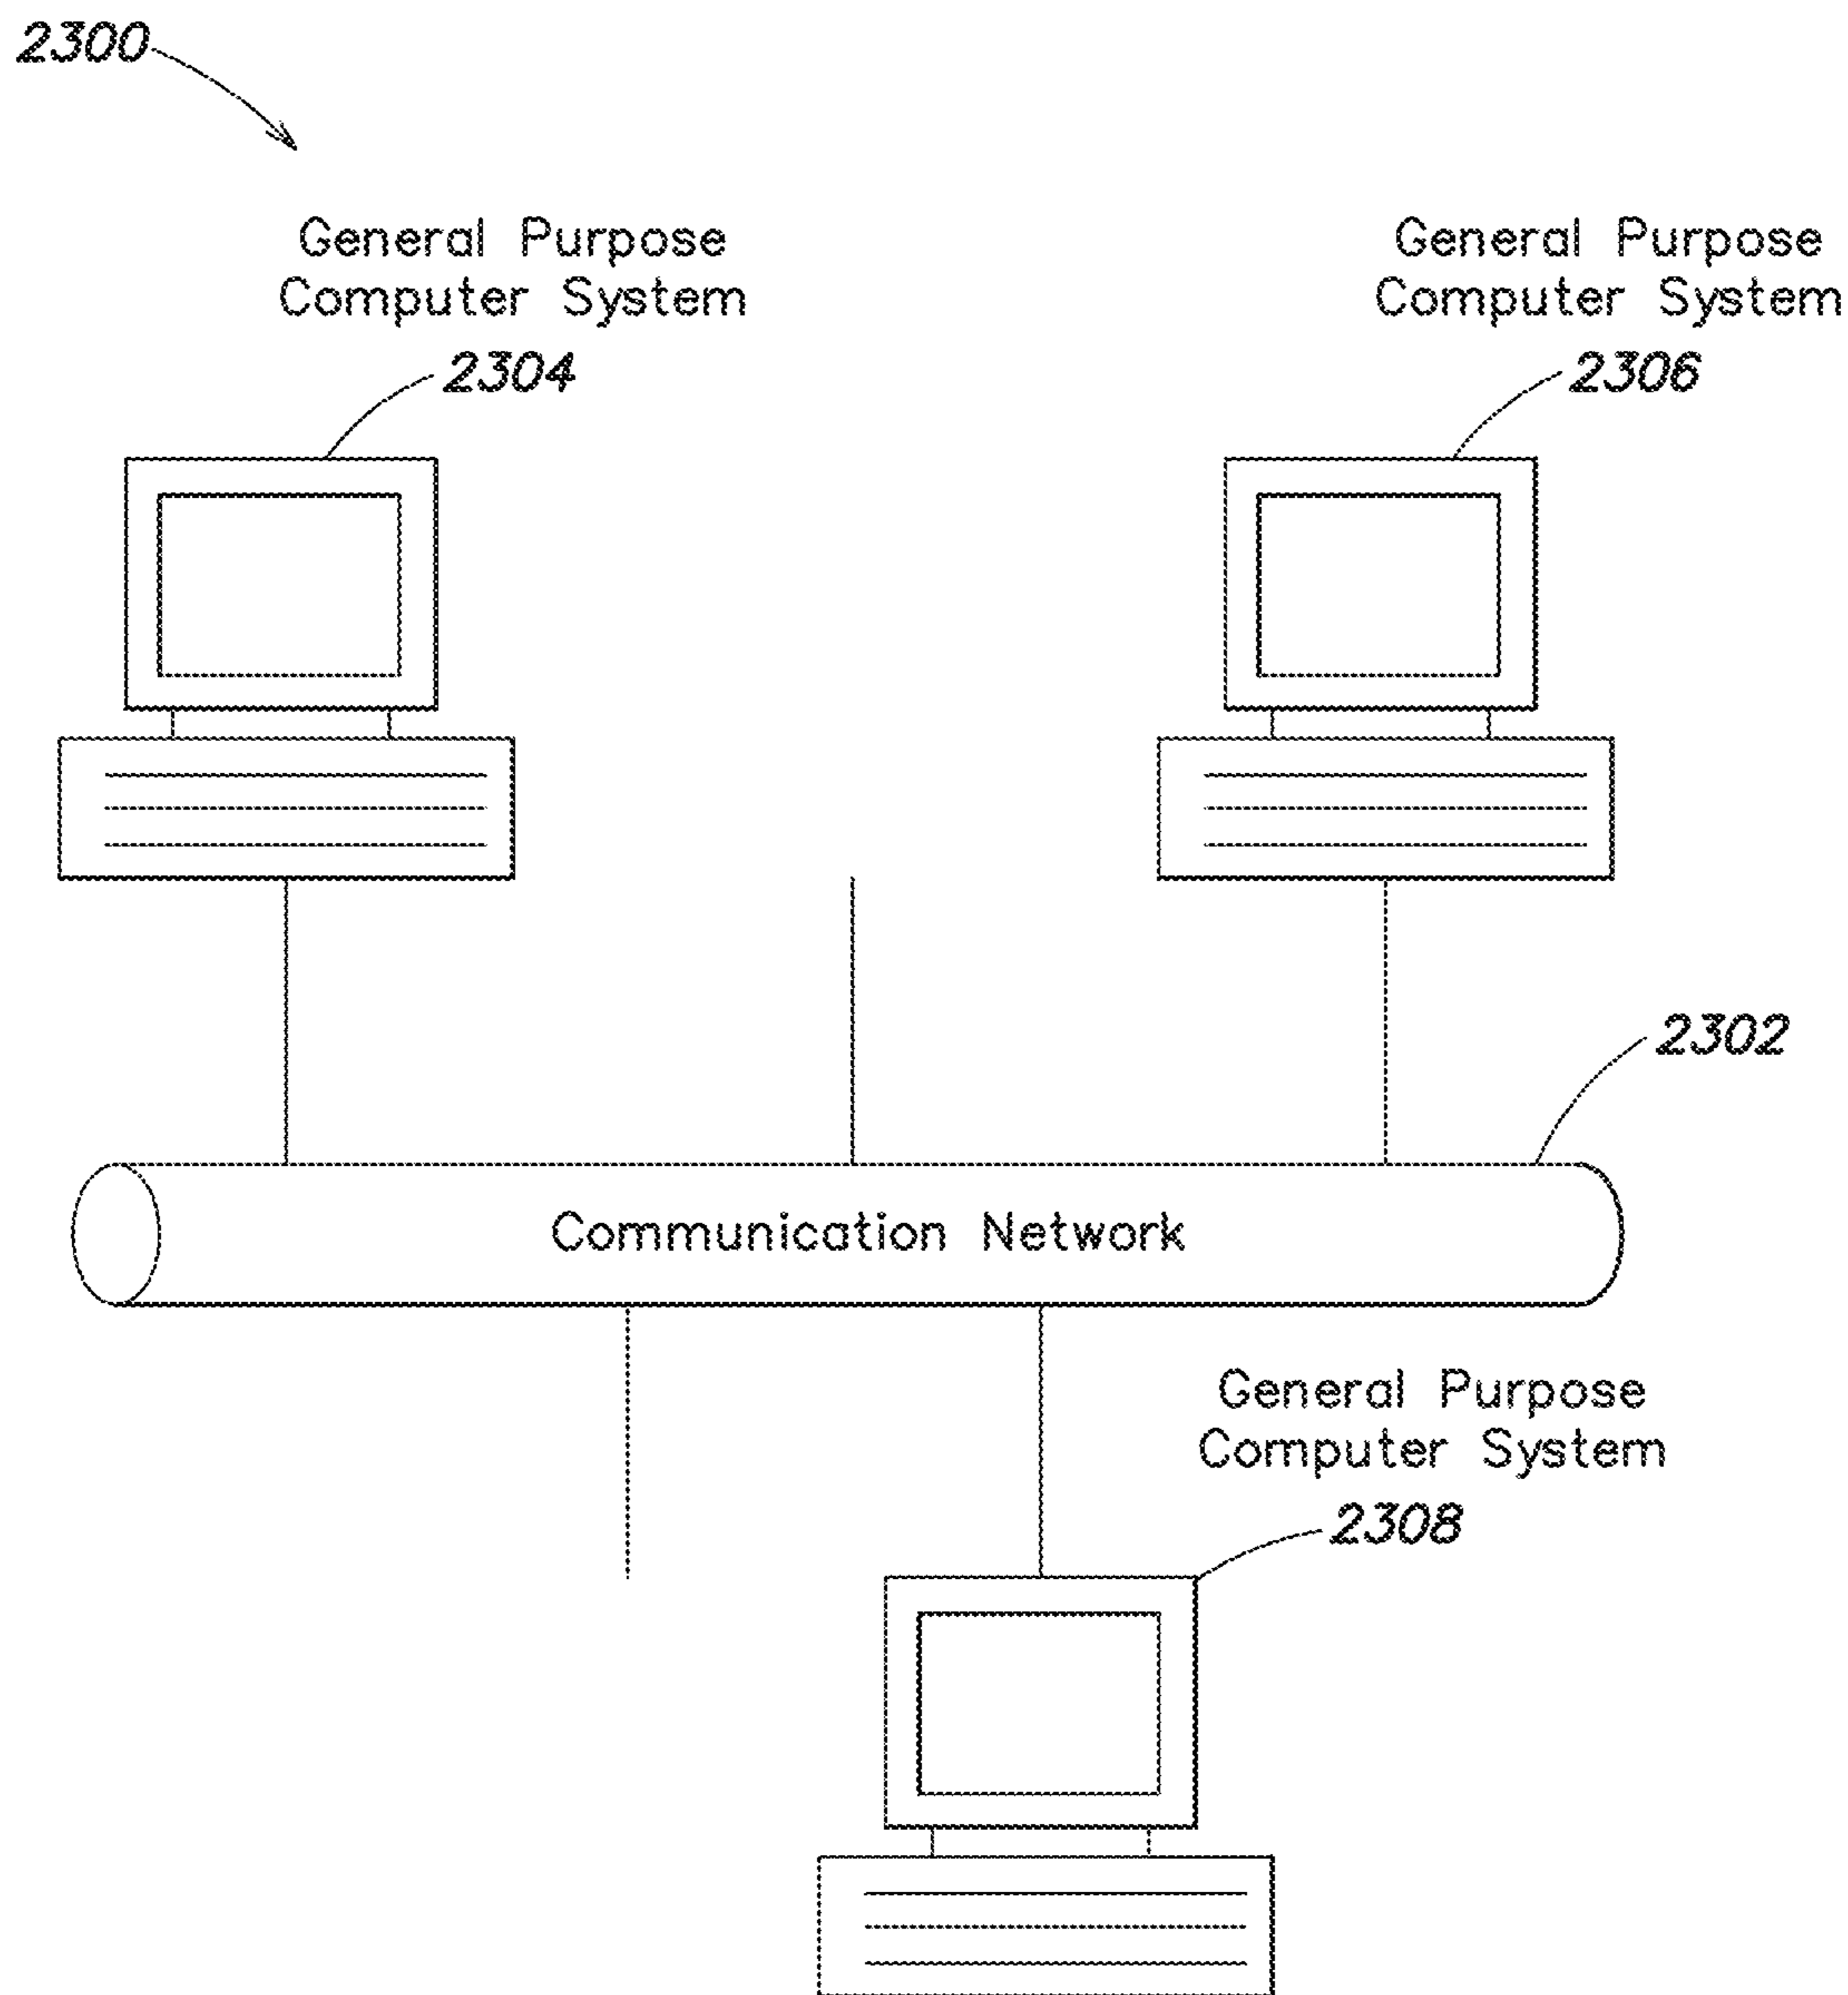 2300
General Purpose
Computer System
2304
General Purpose
Computer System
2306
2302
Communication Network
General Purpose
Computer System
2308